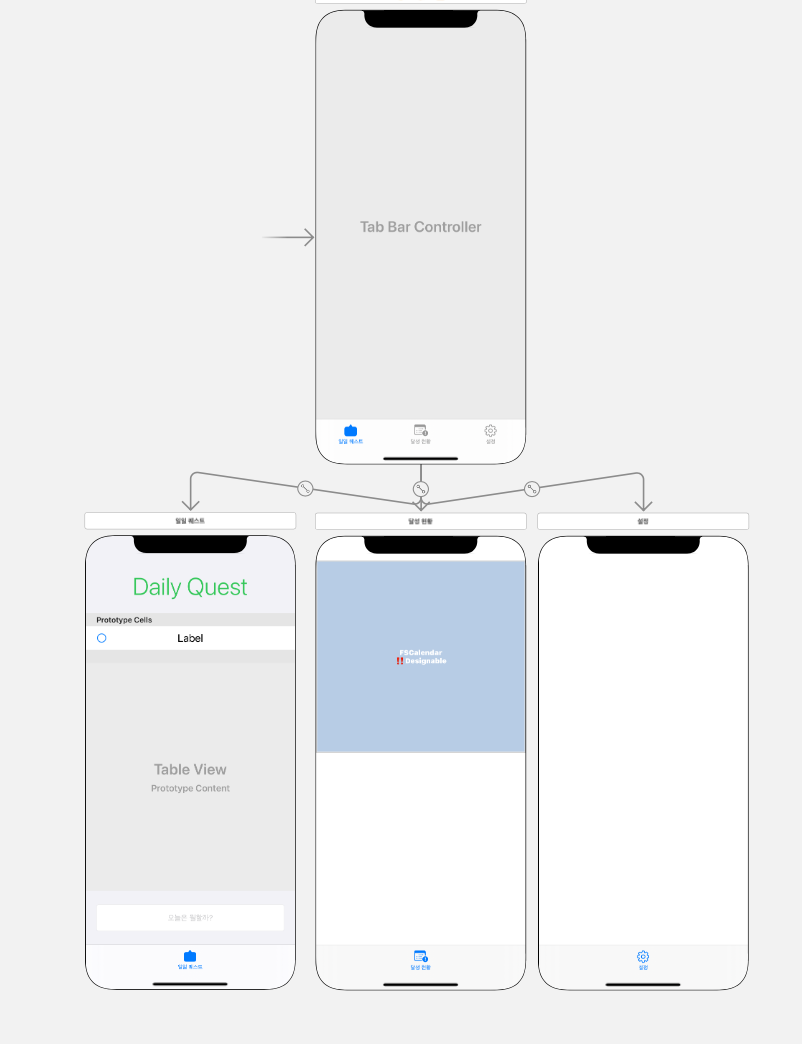 Tab Bar Controller
일일 퀘스트
달성 현황
설정
일일 퀘스트
달성 현황
설정
Daily Quest
Prototype Cells
Label
Table View
Prototype Content
오늘은 뭘할까?
일일 퀘스트
FSCalendar
‼️Designable
달성 현황
설정